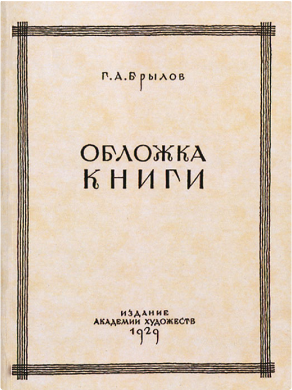 Г.А.Брылов
ОБЛОЖКА
КНИГИ
ИЗДАНИЕ
АКАДЕМИИ ХУДОЖЕСТВ
1929